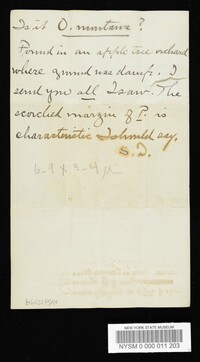 Is it O. montana?
Found in an apple tree orchard
where ground was damp. I
send you all I saw. The
scorched margin of P. is
characteristic I should say.
S. D.
6-9 x 3-4 μ
NEW YORK STATE MUSEUM
NYSM 0 000 011 203